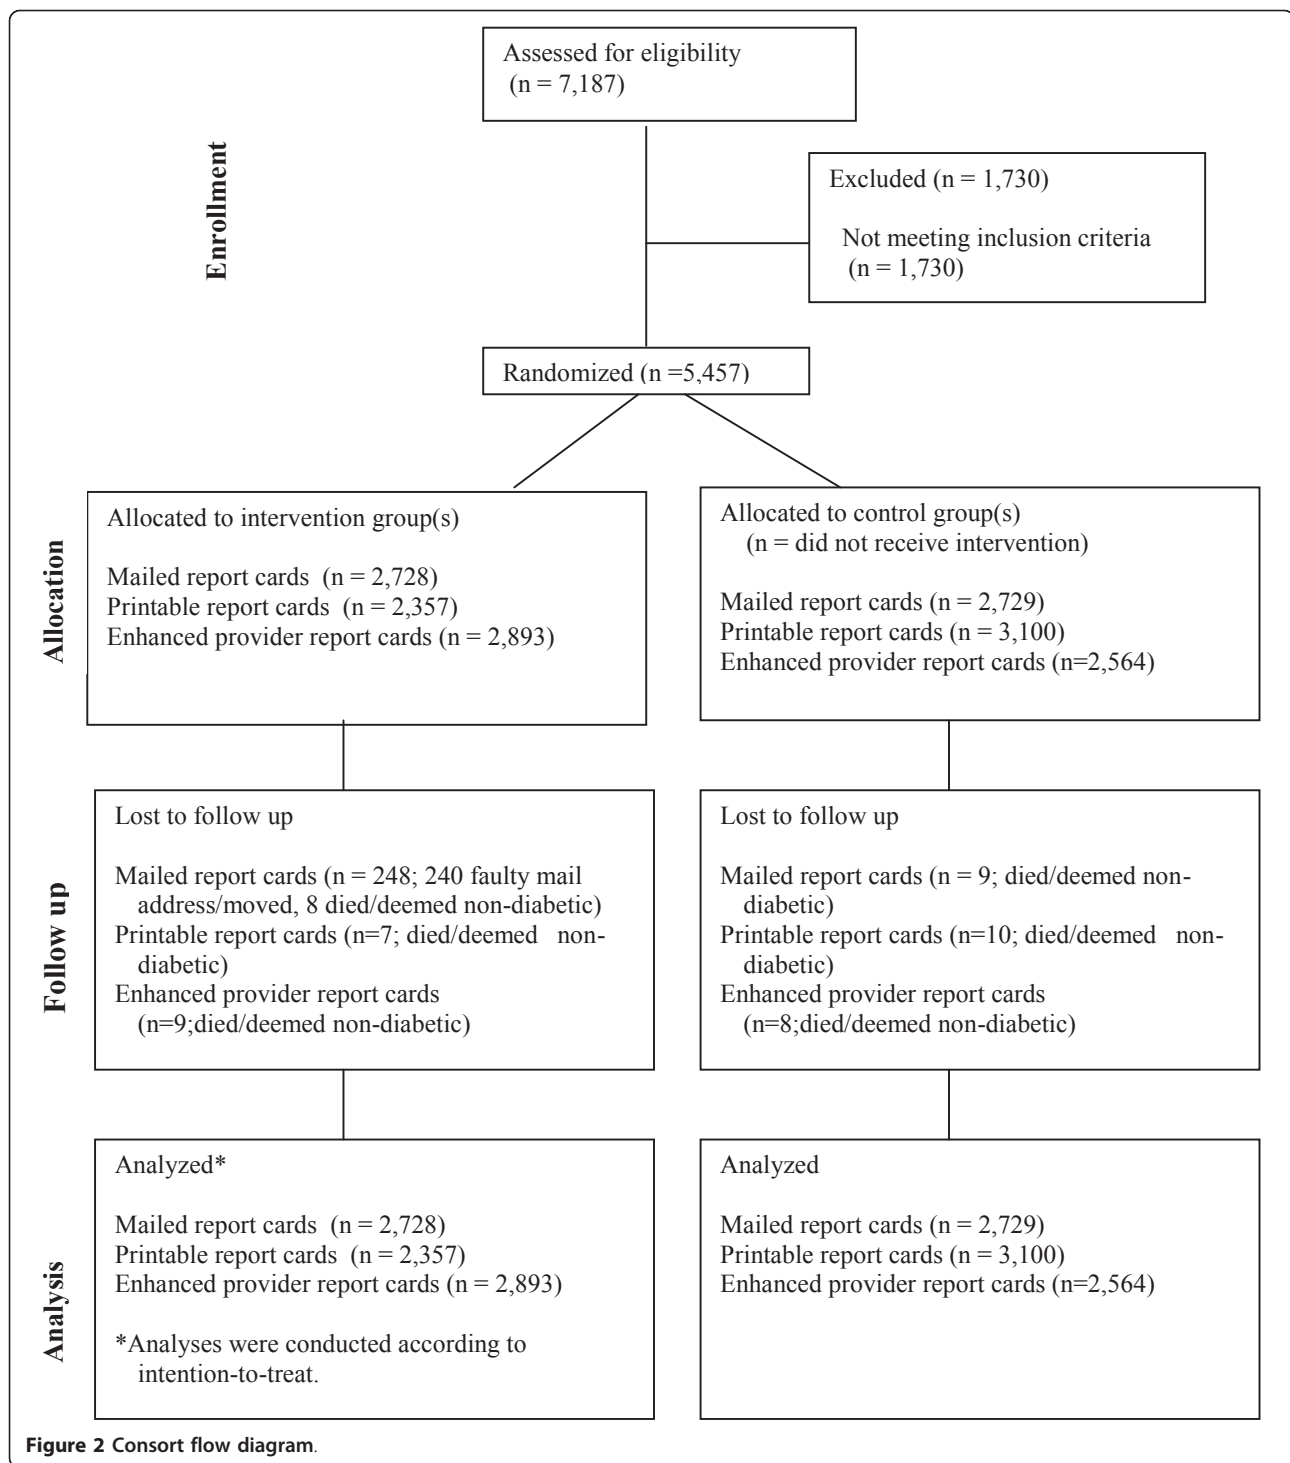 Assessed for eligibility
(n = 7,187)
Enrollment
Excluded (n = 1,730)
Not meeting inclusion criteria
(n = 1,730)
Randomized (n =5,457)
Allocation
Allocated to intervention group(s)
Mailed report cards (n = 2,728)
Printable report cards (n = 2,357)
Enhanced provider report cards (n = 2,893)
Allocated to control group(s)
(n = did not receive intervention)
Mailed report cards (n = 2,729)
Printable report cards (n = 3,100)
Enhanced provider report cards (n=2,564)
Follow up
Lost to follow up
Mailed report cards (n = 248; 240 faulty mail
address/moved, 8 died/deemed non-diabetic)
Printable report cards (n=7; died/deemed non-
diabetic)
Enhanced provider report cards
(n=9;died/deemed non-diabetic)
Lost to follow up
Mailed report cards (n = 9; died/deemed non-
diabetic)
Printable report cards (n=10; died/deemed non-
diabetic)
Enhanced provider report cards
(n=8;died/deemed non-diabetic)
Analysis
Analyzed*
Mailed report cards (n = 2,728)
Printable report cards (n = 2,357)
Enhanced provider report cards (n = 2,893)
*Analyses were conducted according to
intention-to-treat.
Analyzed
Mailed report cards (n = 2,729)
Printable report cards (n = 3,100)
Enhanced provider report cards (n=2,564)
Figure 2 Consort flow diagram.